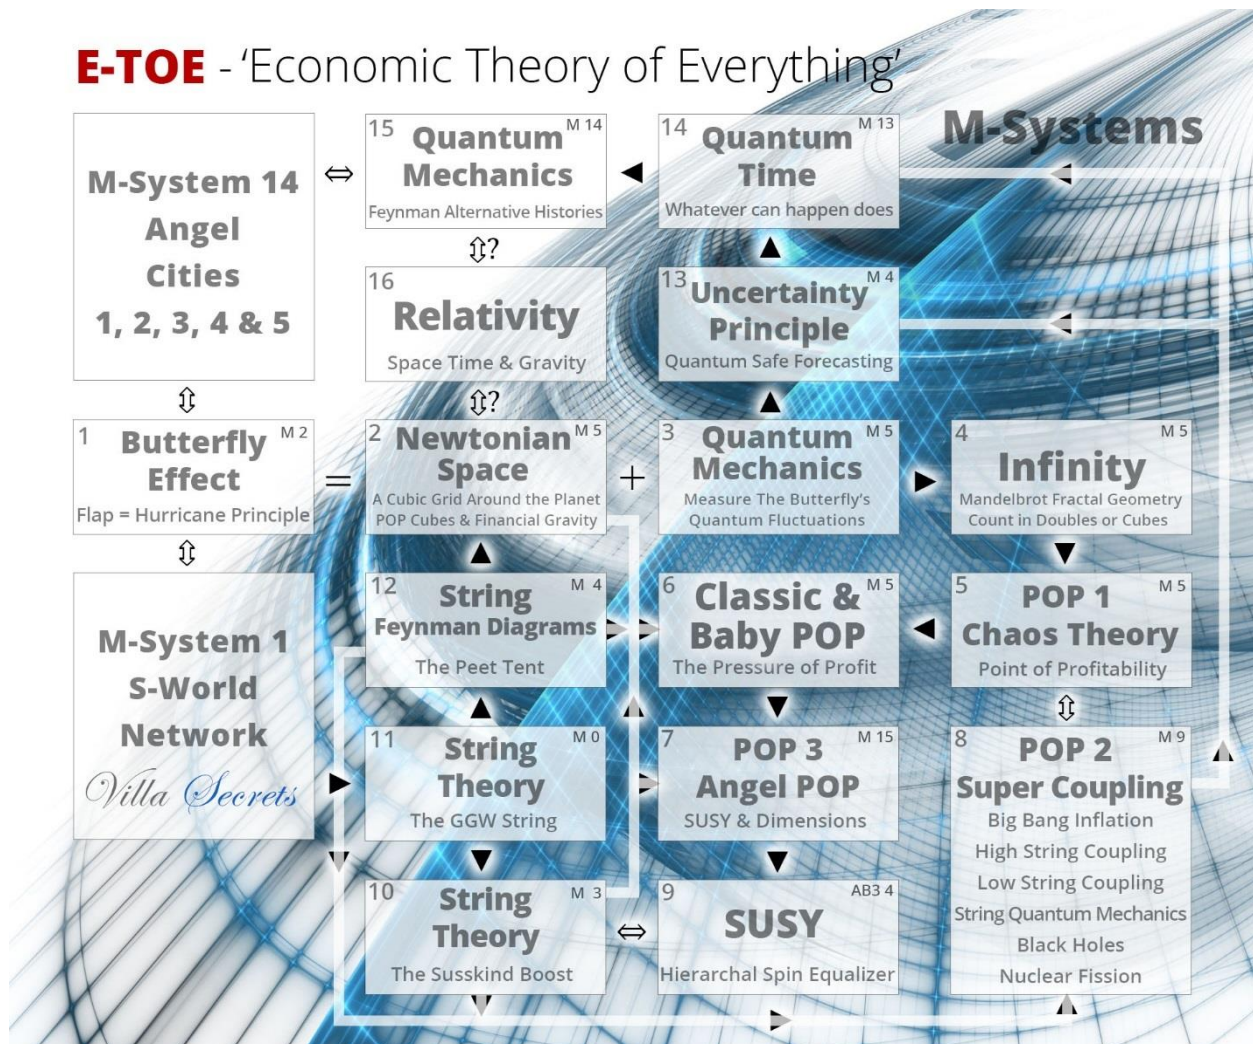 E-TOE - ‘Economic Theory of Everything’
M-Systems
M-System 14
Angel
Cities
1, 2, 3, 4 & 5
15
M 14
Quantum
Mechanics
Feynman Alternative Histories
14
M 13
Quantum
Time
Whatever can happen does
?
16
Relativity
Space Time & Gravity
13
M 4
Uncertainty
Principle
Quantum Safe Forecasting
?
1
M 2
Butterfly
Effect
Flap = Hurricane Principle
=
2
M 5
Newtonian
Space
A Cubic Grid Around the Planet
POP Cubes & Financial Gravity
+
3
M 5
Quantum
Mechanics
Measure The Butterfly's
Quantum Fluctuations
4
M 5
Infinity
Mandelbrot Fractal Geometry
Count in Doubles or Cubes
M-System 1
S-World
Network
Villa Secrets
12
M 4
String
Feynman Diagrams
The Peet Tent
6
M 5
Classic &
Baby POP
The Pressure of Profit
5
M 5
POP 1
Chaos Theory
Point of Profitability
11
M 0
String
Theory
The GGW String
7
M 15
POP 3
Angel POP
SUSY & Dimensions
8
M 9
POP 2
Super Coupling
Big Bang Inflation
High String Coupling
Low String Coupling
String Quantum Mechanics
Black Holes
Nuclear Fission
10
M 3
String
Theory
The Susskind Boost
9
AB3 4
SUSY
Hierarchal Spin Equalizer